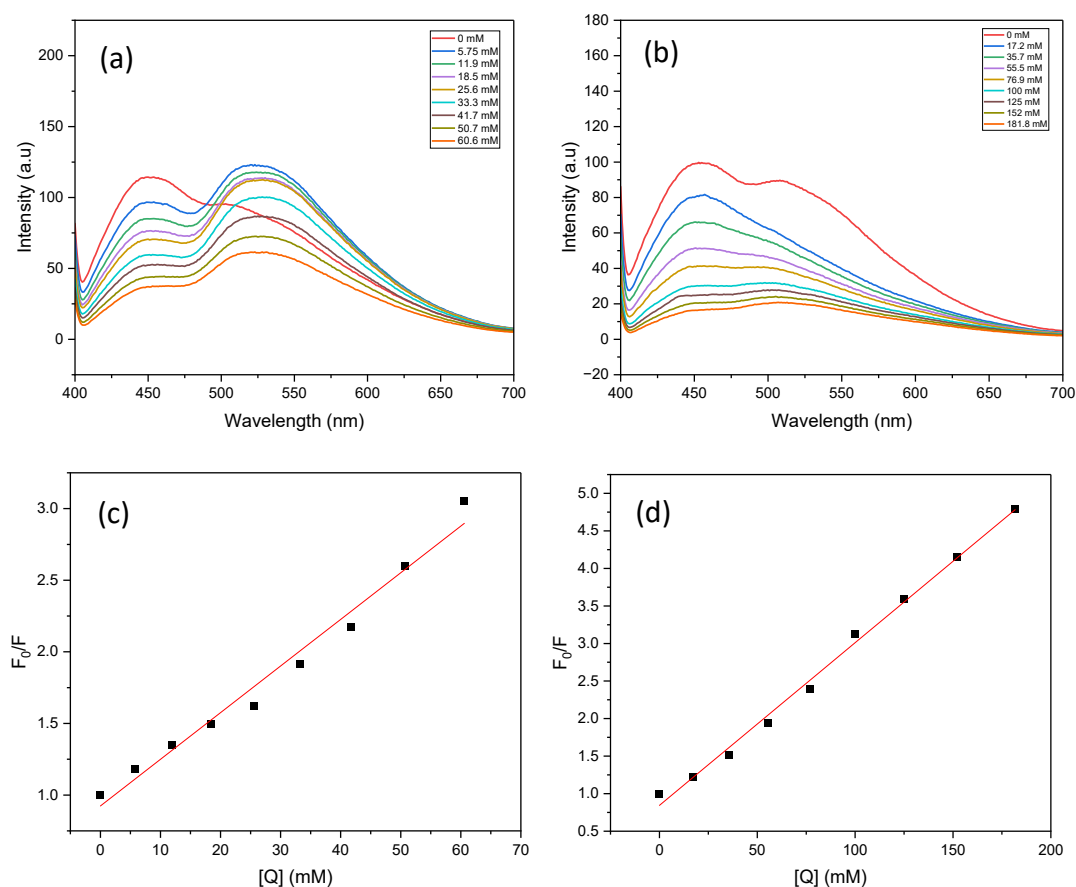 (a)
0 mM
5.75 mM
11.9 mM
18.5 mM
25.6 mM
33.3 mM
41.7 mM
50.7 mM
60.6 mM
225
200
175
150
125
100
75
50
25
0
Intensity (a.u)
400 450 500 550 600 650 700
Wavelength (nm)
(b)
0 mM
17.2 mM
35.7 mM
55.5 mM
76.9 mM
100 mM
125 mM
152 mM
181.8 mM
180
160
140
120
100
80
60
40
20
0
−20
Intensity (a.u)
400 450 500 550 600 650 700
Wavelength (nm)
(c)
3.0
2.5
2.0
1.5
1.0
F₀/F
0 10 20 30 40 50 60 70
[Q] (mM)
(d)
5.0
4.5
4.0
3.5
3.0
2.5
2.0
1.5
1.0
0.5
F₀/F
0 50 100 150 200
[Q] (mM)